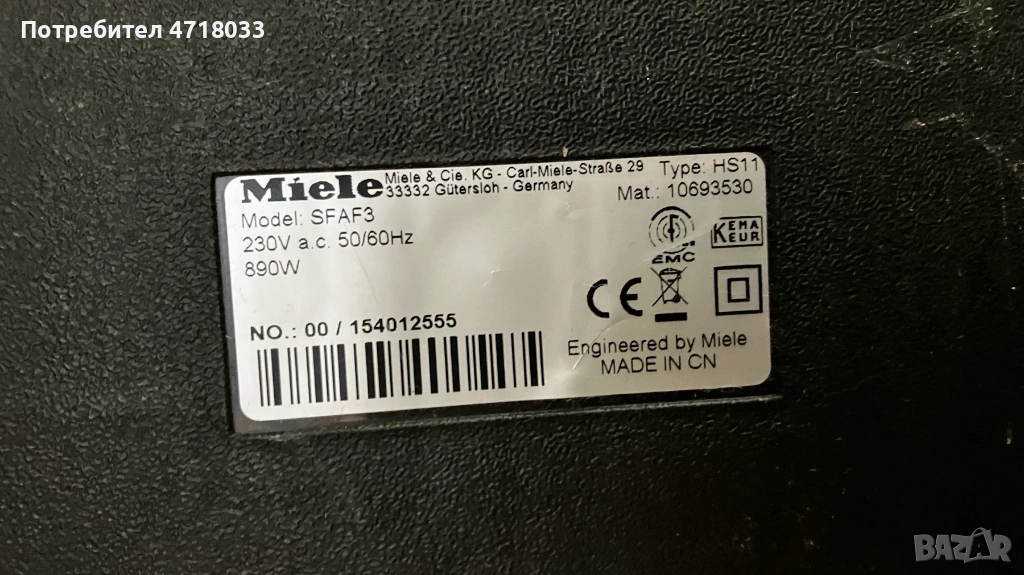 Потребител 4718033
Miele Miele & Cie. KG - Carl-Miele-Straße 29 Type: HS11
33332 Gütersloh - Germany Mat.: 10693530
Model: SFAF3
230V a.c. 50/60Hz
890W
EMC
KEMA
EUR
CE
NO.: 00 / 154012555
Engineered by Miele
MADE IN CN
BAZAR